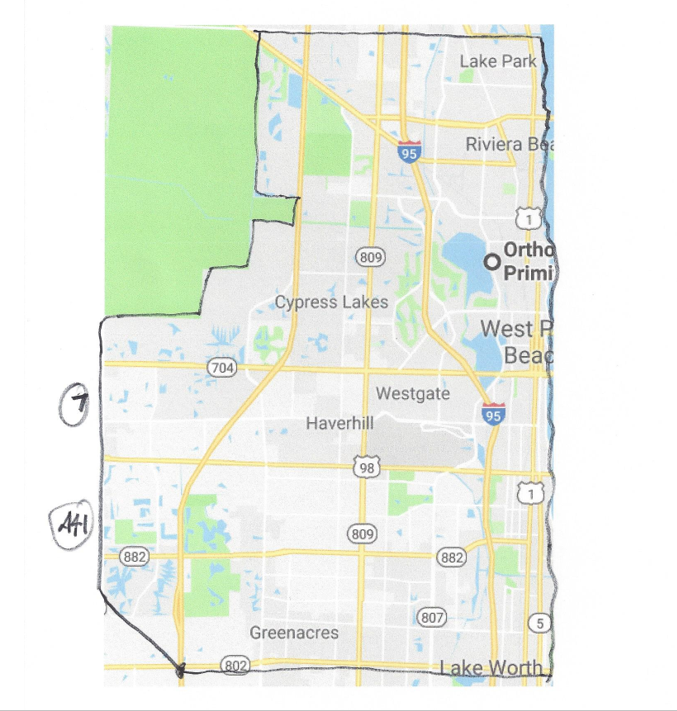 Lake Park
Riviera Bea
95
1
809
Ortho
Primi
Cypress Lakes
West P
Beac
704
Westgate
7
95
Haverhill
98
1
441
809
882
882
807
5
Greenacres
802
Lake Worth